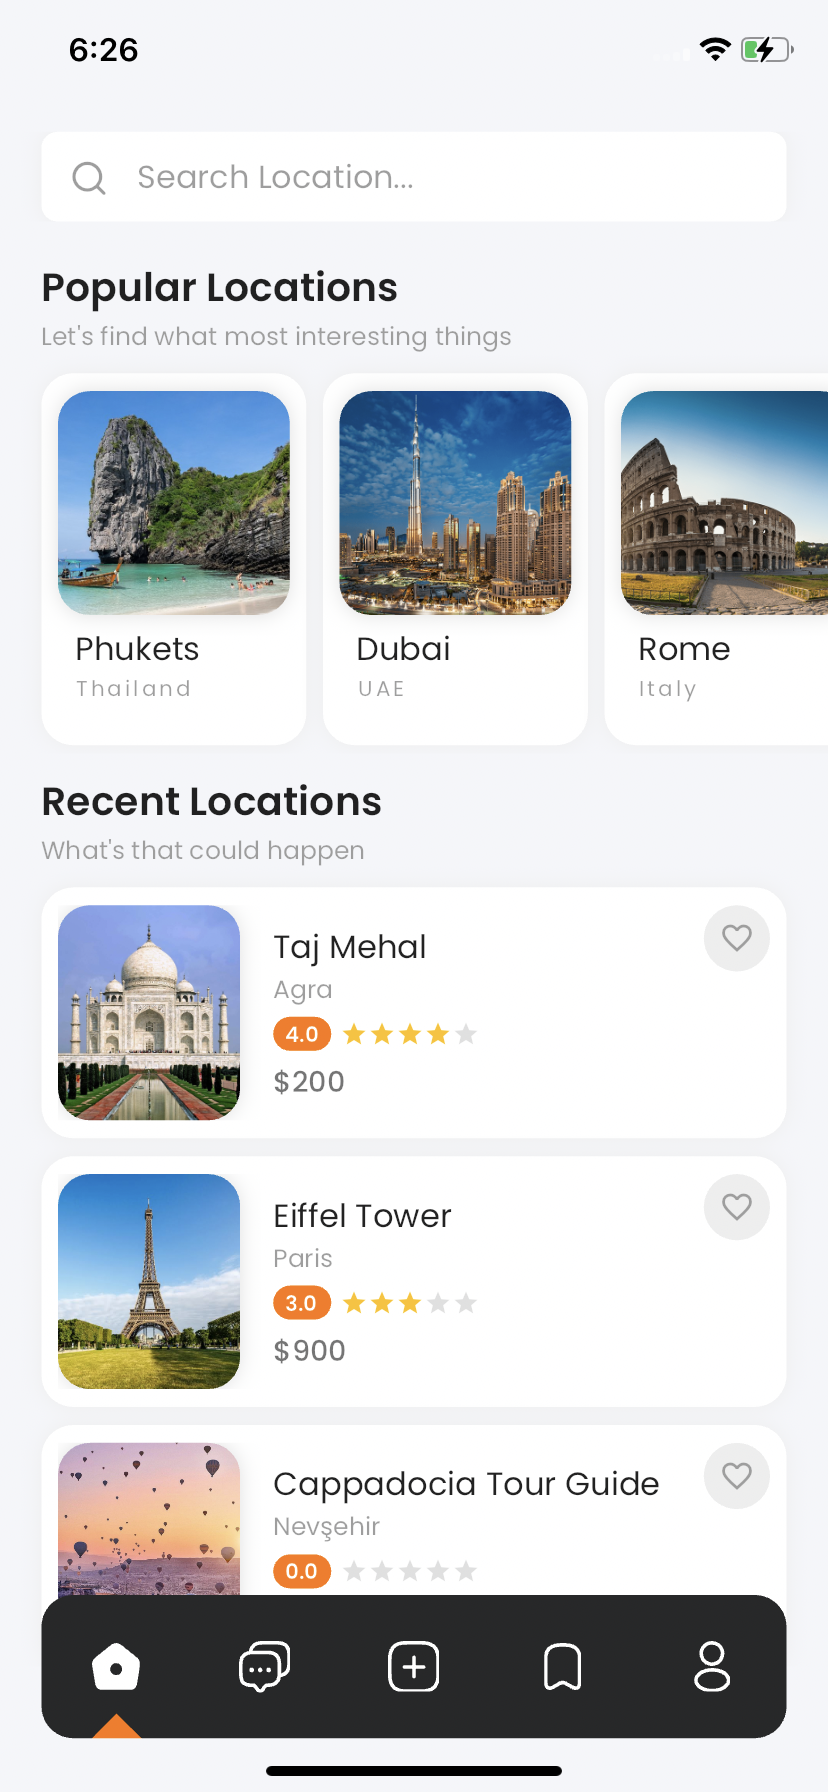 6:26
Search Location...
Popular Locations
Let's find what most interesting things
Phukets
Thailand
Dubai
UAE
Rome
Italy
Recent Locations
What's that could happen
Taj Mehal
Agra
4.0
$200
Eiffel Tower
Paris
3.0
$900
Cappadocia Tour Guide
Nevşehir
0.0